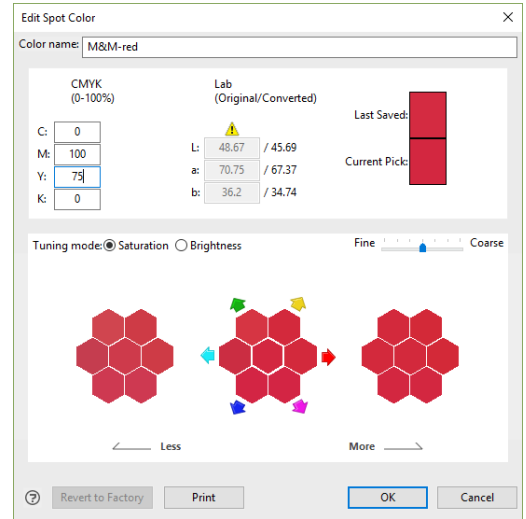 Edit Spot Color
Color name: M&M-red
CMYK
(0-100%)
Lab
(Original/Converted)
C: 0
M: 100
Y: 75
K: 0
L: 48.67 / 45.69
a: 70.75 / 67.37
b: 36.2 / 34.74
Last Saved:
Current Pick:
Tuning mode: Saturation Brightness
Fine Coarse
Less
More
? Revert to Factory Print OK Cancel